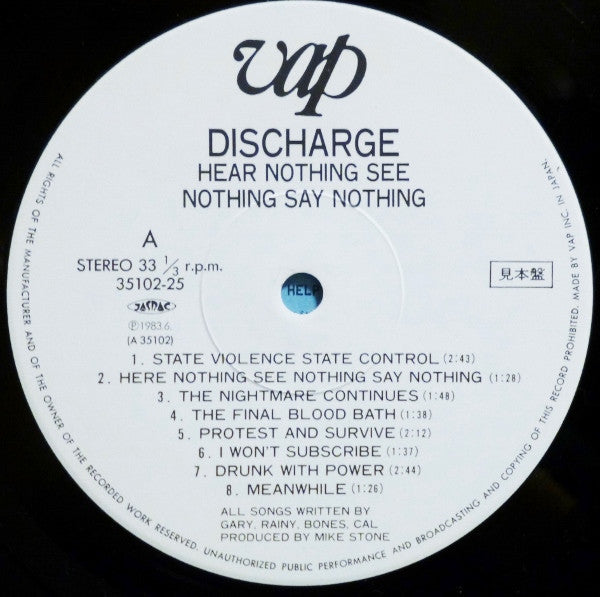 vap
DISCHARGE
HEAR NOTHING SEE
NOTHING SAY NOTHING
A
STEREO 33 1/3 r.p.m.
35102-25
JASRAC
Ⓟ1983.6.
(A 35102)
見本盤
HELP
1. STATE VIOLENCE STATE CONTROL (2:43)
2. HERE NOTHING SEE NOTHING SAY NOTHING (1:28)
3. THE NIGHTMARE CONTINUES (1:48)
4. THE FINAL BLOOD BATH (1:38)
5. PROTEST AND SURVIVE (2:12)
6. I WON'T SUBSCRIBE (1:37)
7. DRUNK WITH POWER (2:44)
8. MEANWHILE (1:26)
ALL SONGS WRITTEN BY
GARY, RAINY, BONES, CAL
PRODUCED BY MIKE STONE
ALL RIGHTS OF THE MANUFACTURER AND OF THE OWNER OF THE RECORDED WORK RESERVED. UNAUTHORIZED PUBLIC PERFORMANCE AND BROADCASTING AND COPYING OF THIS RECORD PROHIBITED. MADE BY VAP INC IN JAPAN.